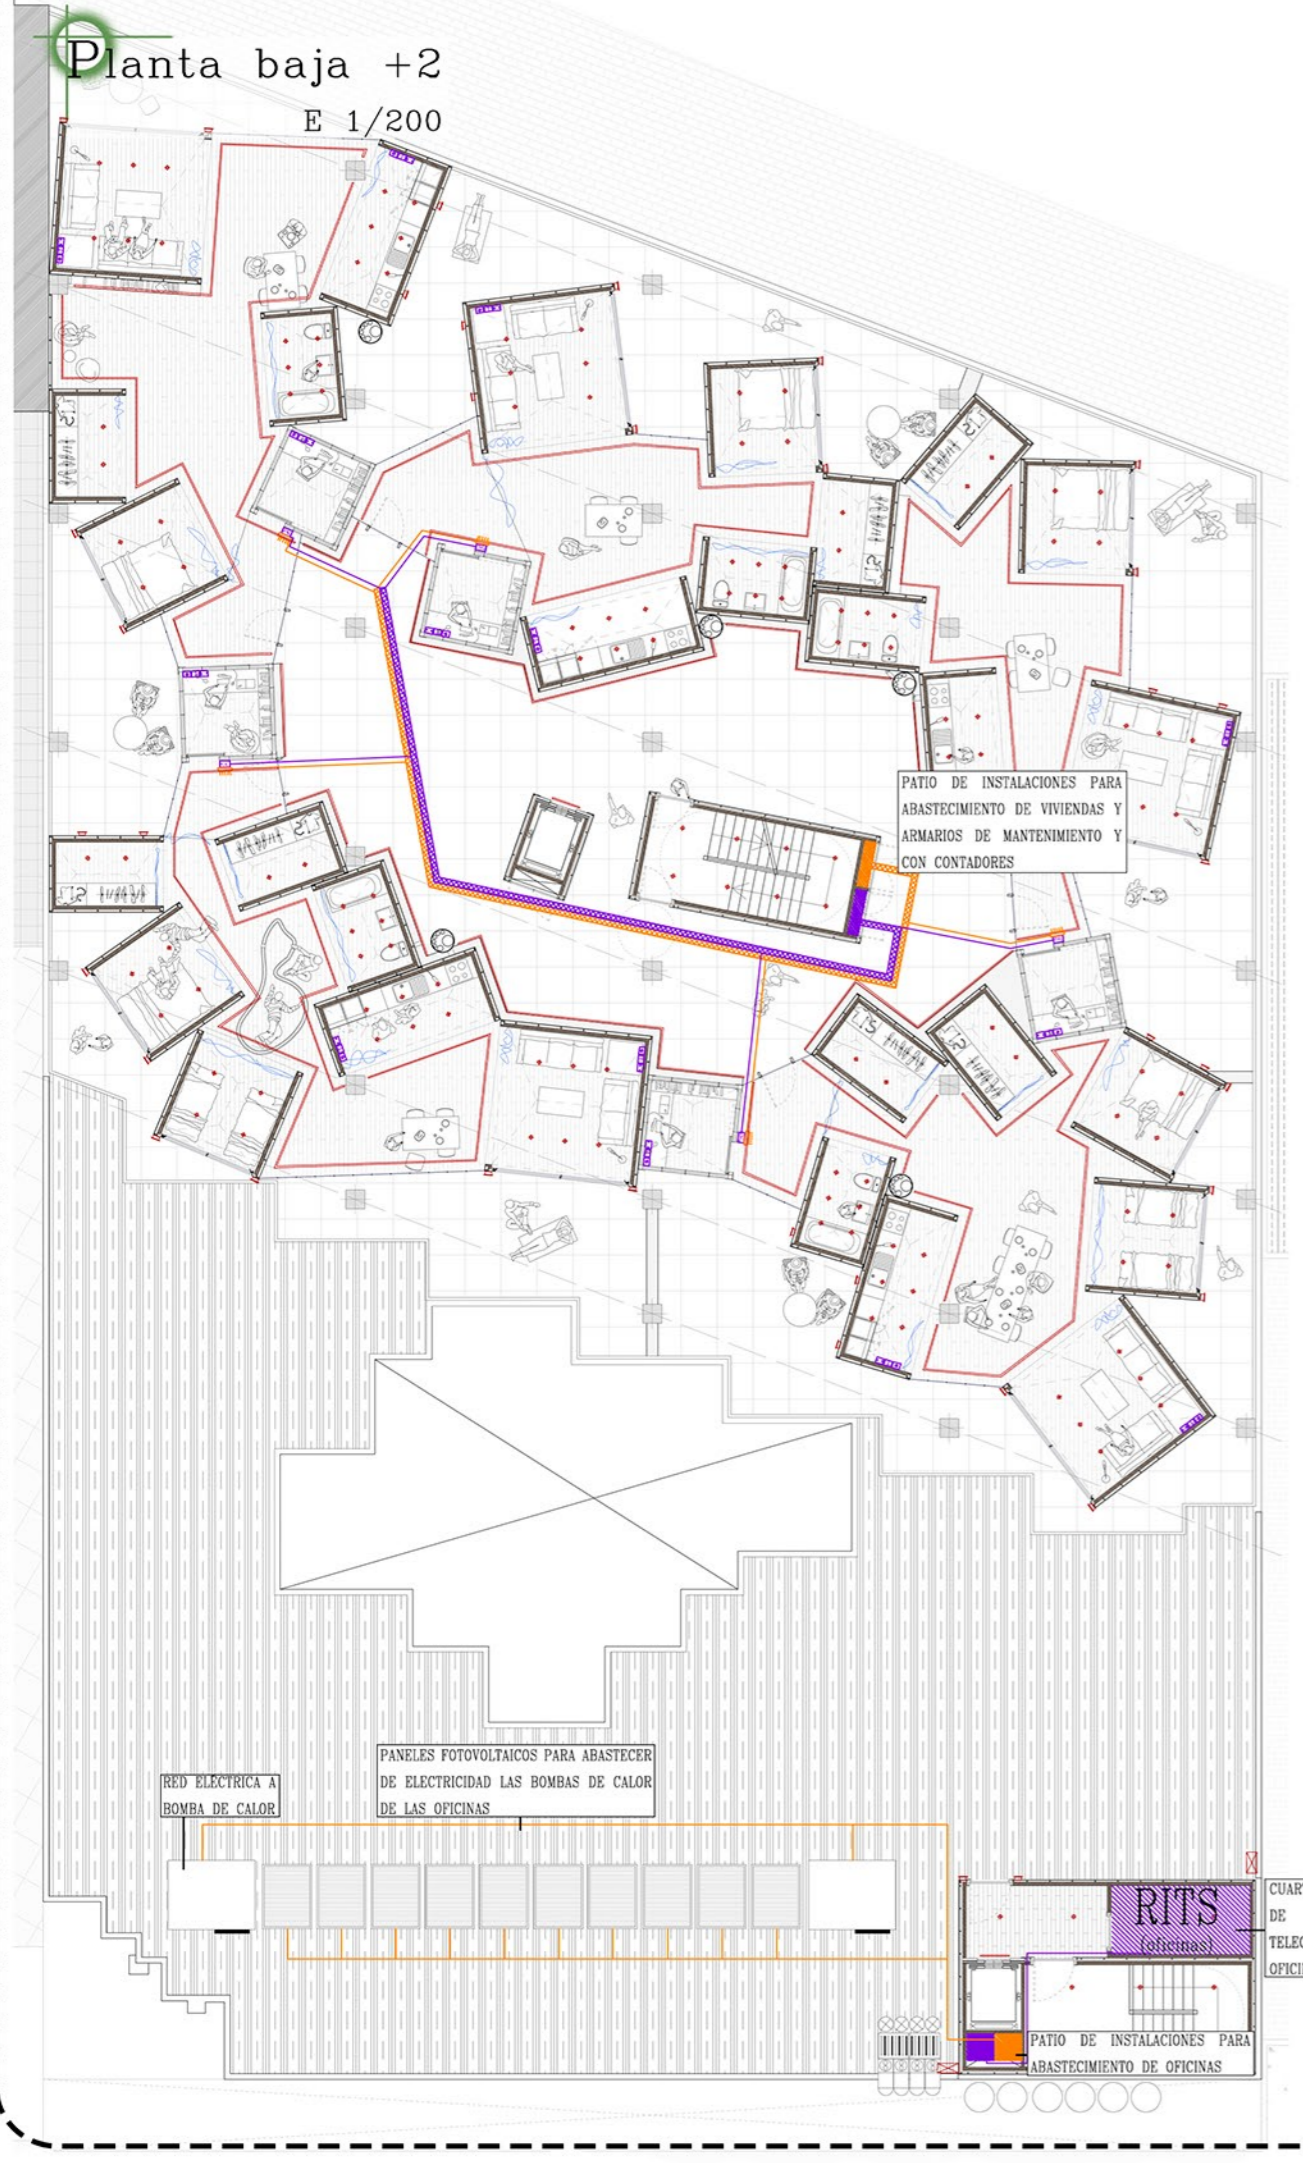 Planta baja +2
E 1/200
PATIO DE INSTALACIONES PARA
ABASTECIMIENTO DE VIVIENDAS Y
ARMARIOS DE MANTENIMIENTO Y
CON CONTADORES
PANELES FOTOVOLTAICOS PARA ABASTECER
DE ELECTRICIDAD LAS BOMBAS DE CALOR
DE LAS OFICINAS
RED ELÉCTRICA A
BOMBA DE CALOR
RITS
(oficinas)
CUAR
DE
TELEC
OFICI
PATIO DE INSTALACIONES PARA
ABASTECIMIENTO DE OFICINAS